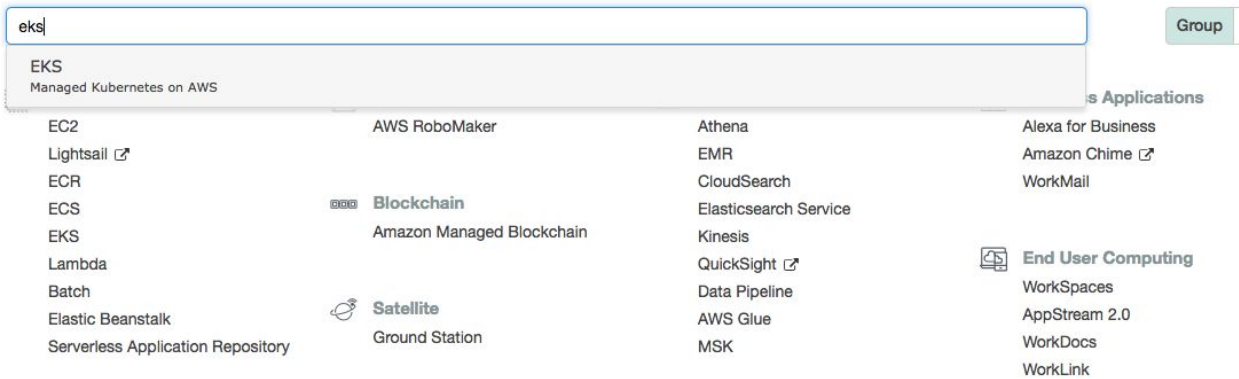 eks
Group
EKS
Managed Kubernetes on AWS
EC2
Lightsail
ECR
ECS
EKS
Lambda
Batch
Elastic Beanstalk
Serverless Application Repository
AWS RoboMaker
Blockchain
Amazon Managed Blockchain
Satellite
Ground Station
Athena
EMR
CloudSearch
Elasticsearch Service
Kinesis
QuickSight
Data Pipeline
AWS Glue
MSK
s Applications
Alexa for Business
Amazon Chime
WorkMail
End User Computing
WorkSpaces
AppStream 2.0
WorkDocs
WorkLink